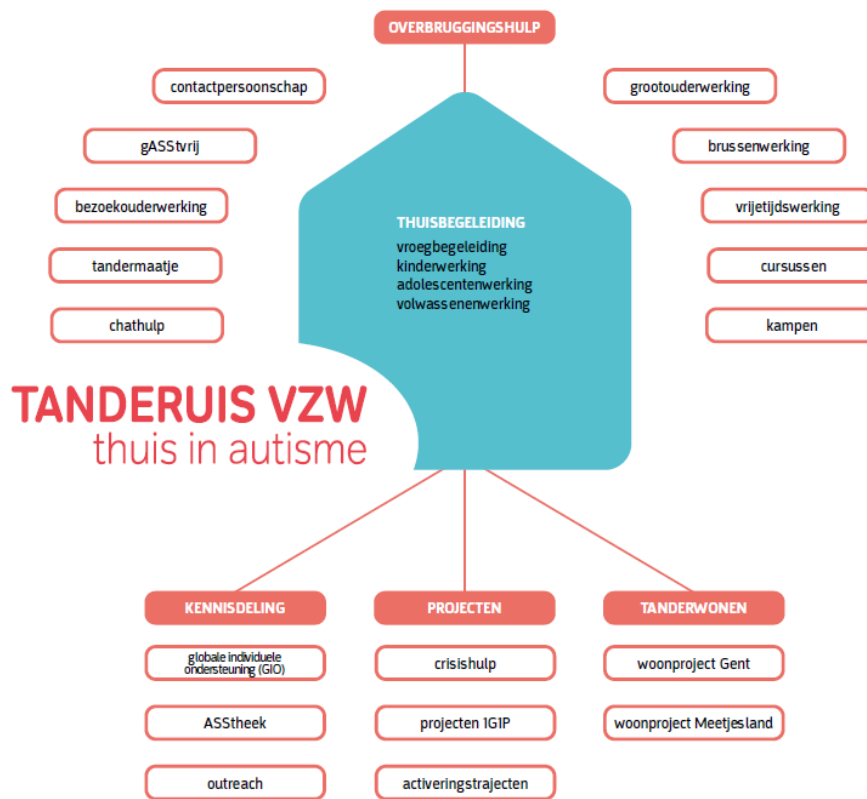 OVERBRUGGINGSHULP
contactpersoonschap
grootouderwerking
gASStvrij
brussenwerking
bezoekouderwerking
vrijetijdswerking
tandermaatje
cursussen
chathulp
kampen
THUISBEGELEIDING
vroegbegeleiding
kinderwerking
adolescentenwerking
volwassenenwerking
TANDERUIS VZW
thuis in autisme
KENNISDELING
globale individuele
ondersteuning (GIO)
ASStheek
outreach
PROJECTEN
crisishulp
projecten 1G1P
activeringstrajecten
TANDERWONEN
woonproject Gent
woonproject Meetjesland